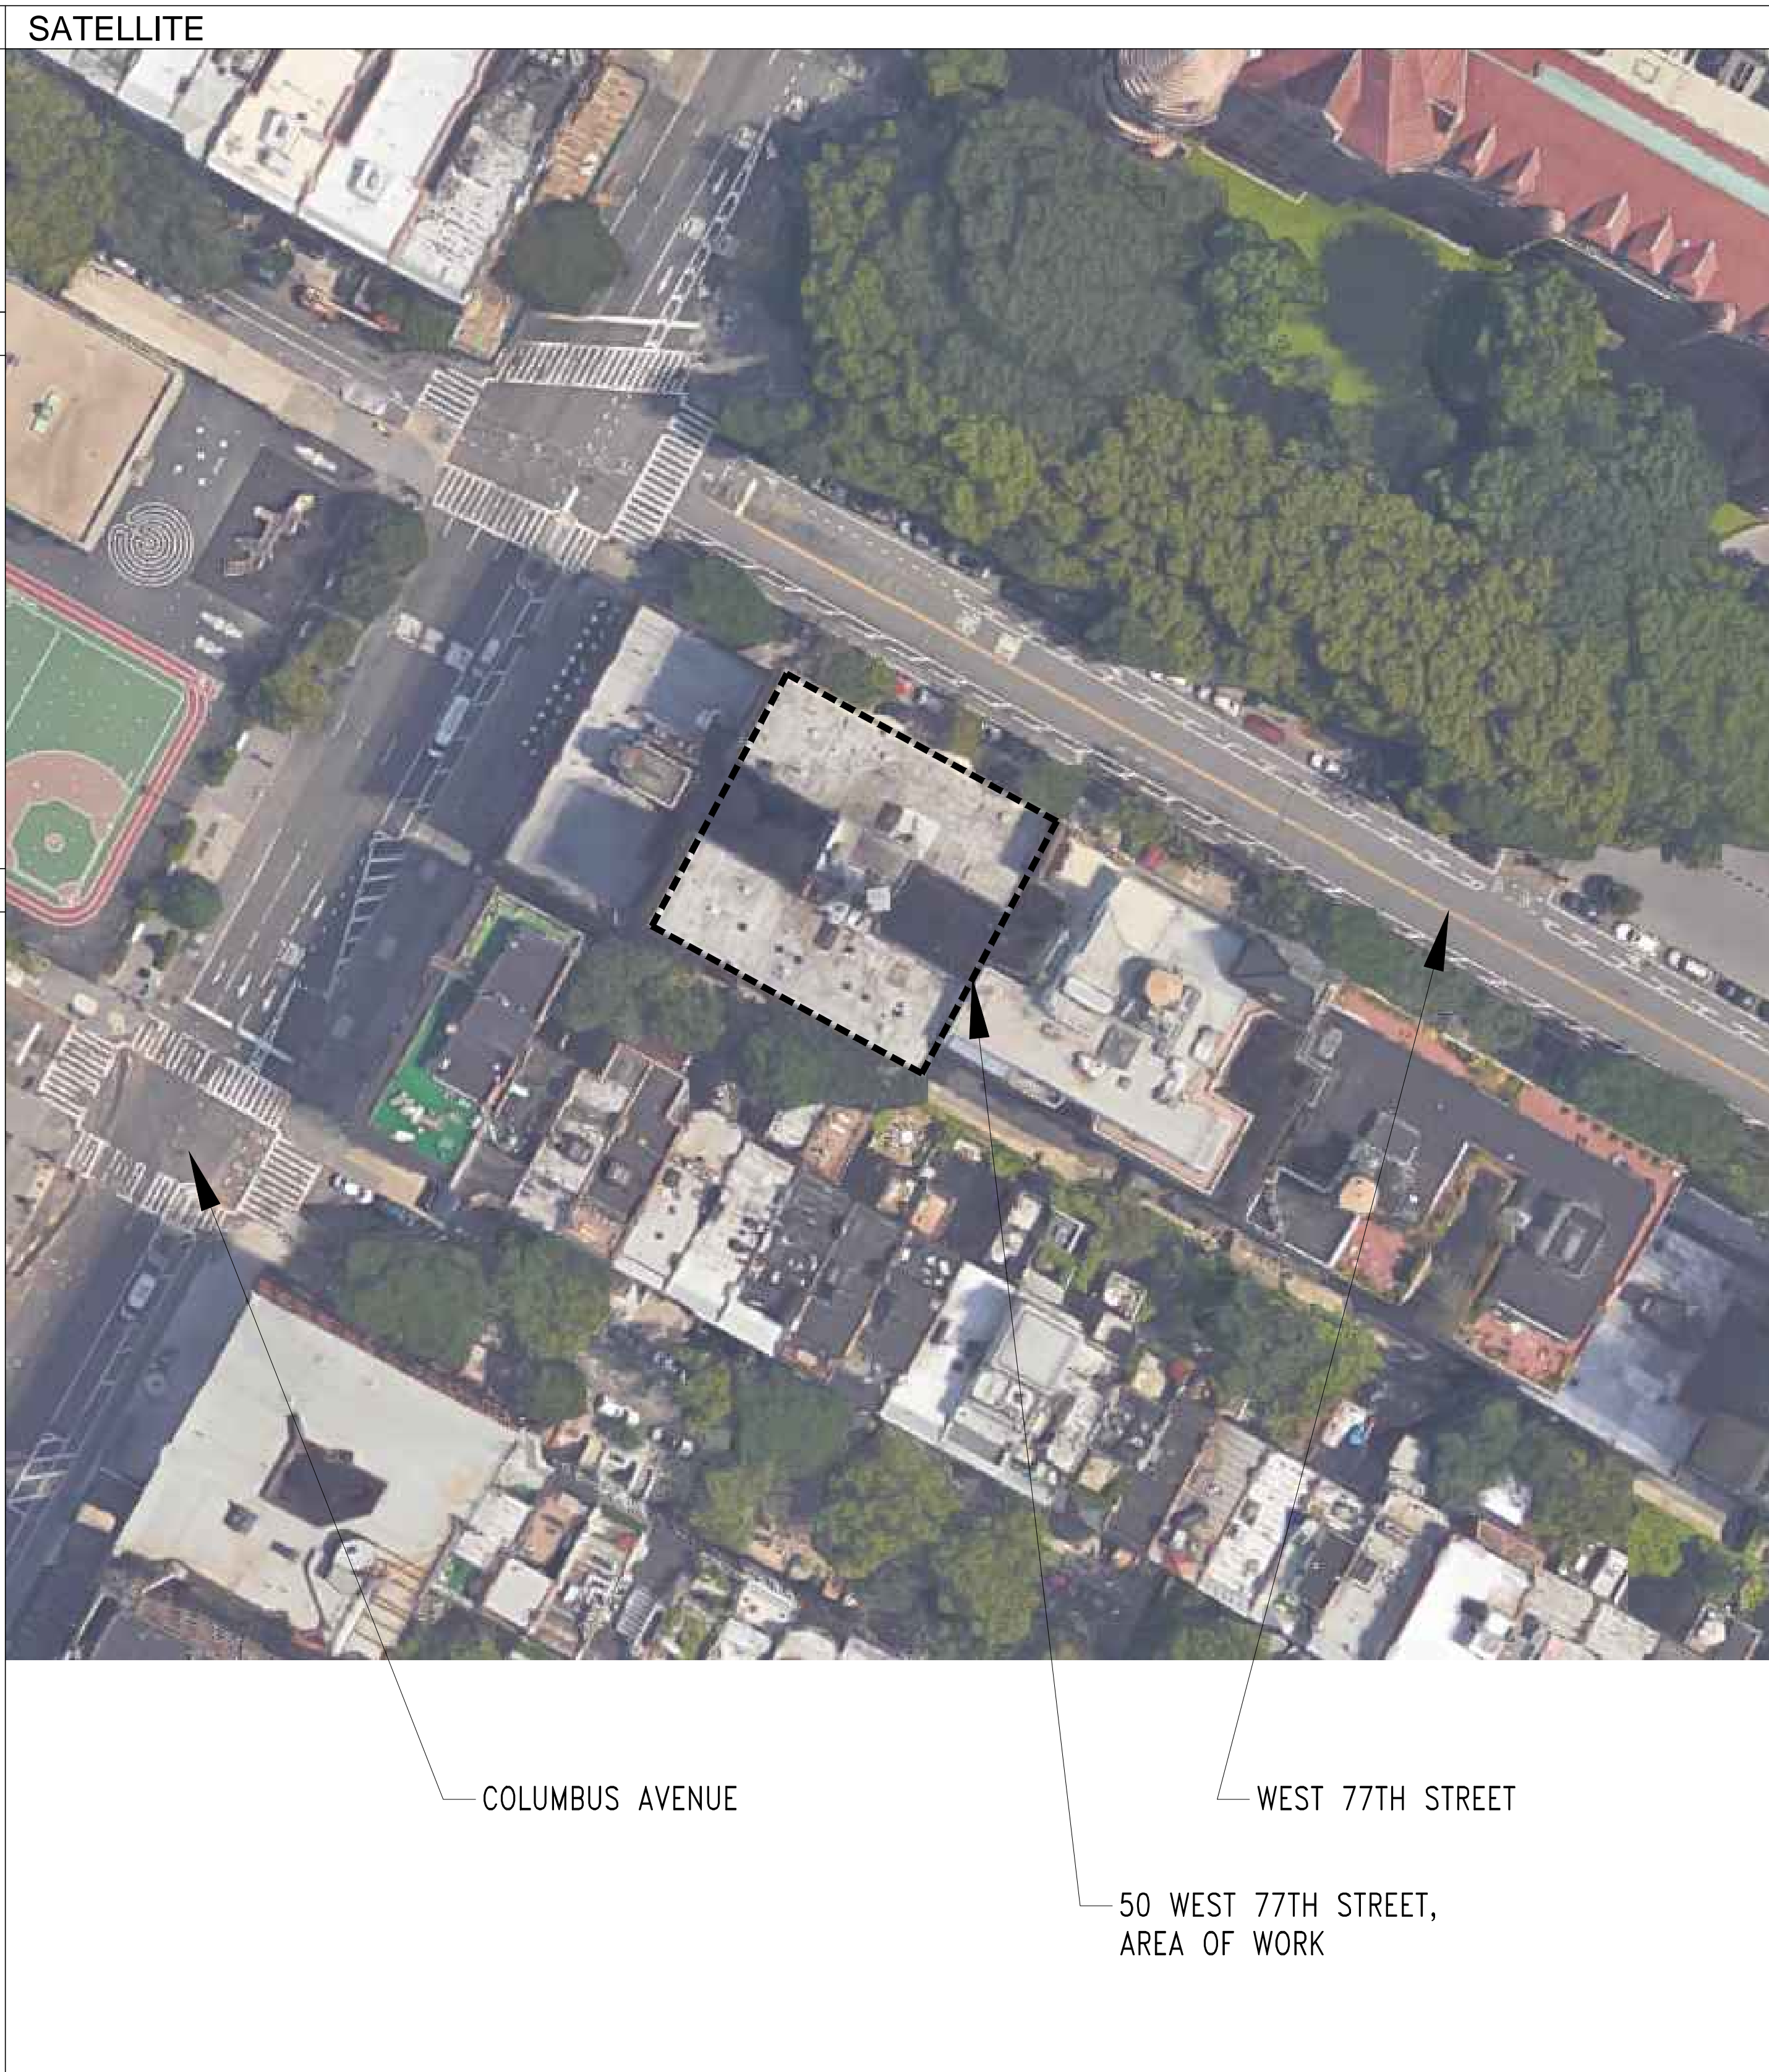 SATELLITE
COLUMBUS AVENUE
WEST 77TH STREET
50 WEST 77TH STREET,
AREA OF WORK